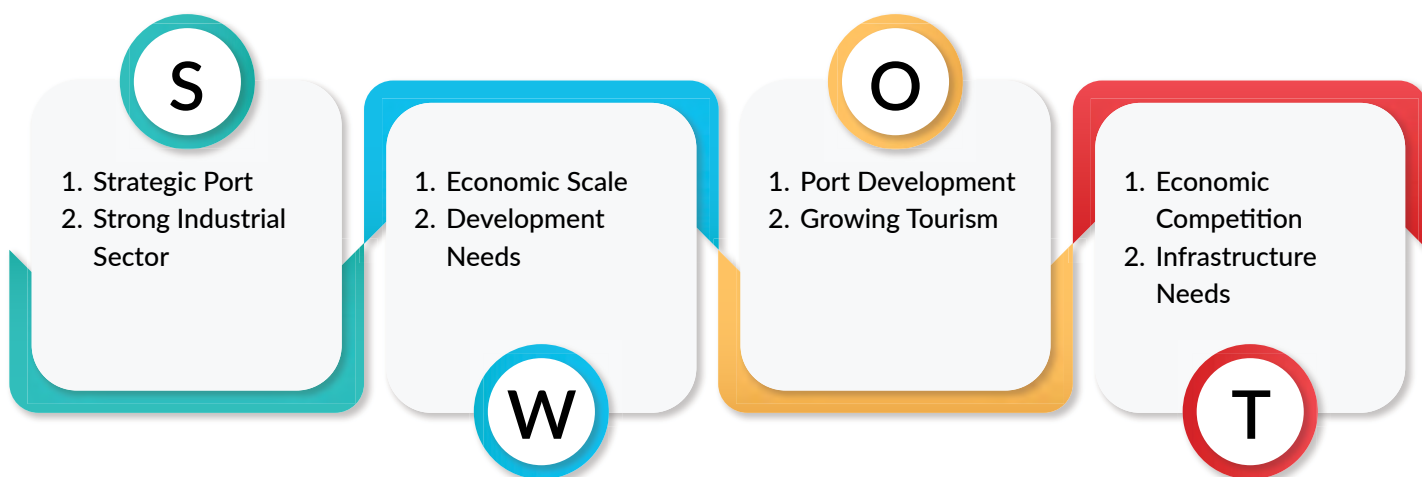 S
1. Strategic Port
2. Strong Industrial
Sector
W
1. Economic Scale
2. Development
Needs
O
1. Port Development
2. Growing Tourism
T
1. Economic
Competition
2. Infrastructure
Needs